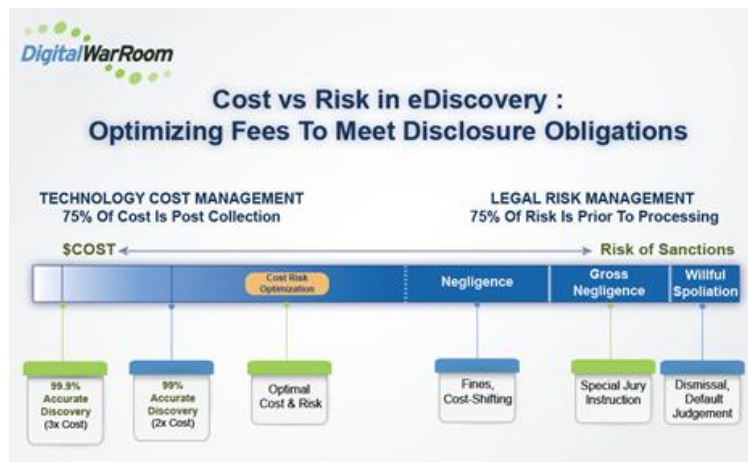 DigitalWarRoom
Cost vs Risk in eDiscovery :
Optimizing Fees To Meet Disclosure Obligations
TECHNOLOGY COST MANAGEMENT
75% Of Cost Is Post Collection
LEGAL RISK MANAGEMENT
75% Of Risk Is Prior To Processing
$COST
Risk of Sanctions
Cost Risk
Optimization
Negligence
Gross
Negligence
Willful
Spoliation
99.9%
Accurate
Discovery
(3x Cost)
99%
Accurate
Discovery
(2x Cost)
Optimal
Cost & Risk
Fines,
Cost-Shifting
Special Jury
Instruction
Dismissal,
Default
Judgement